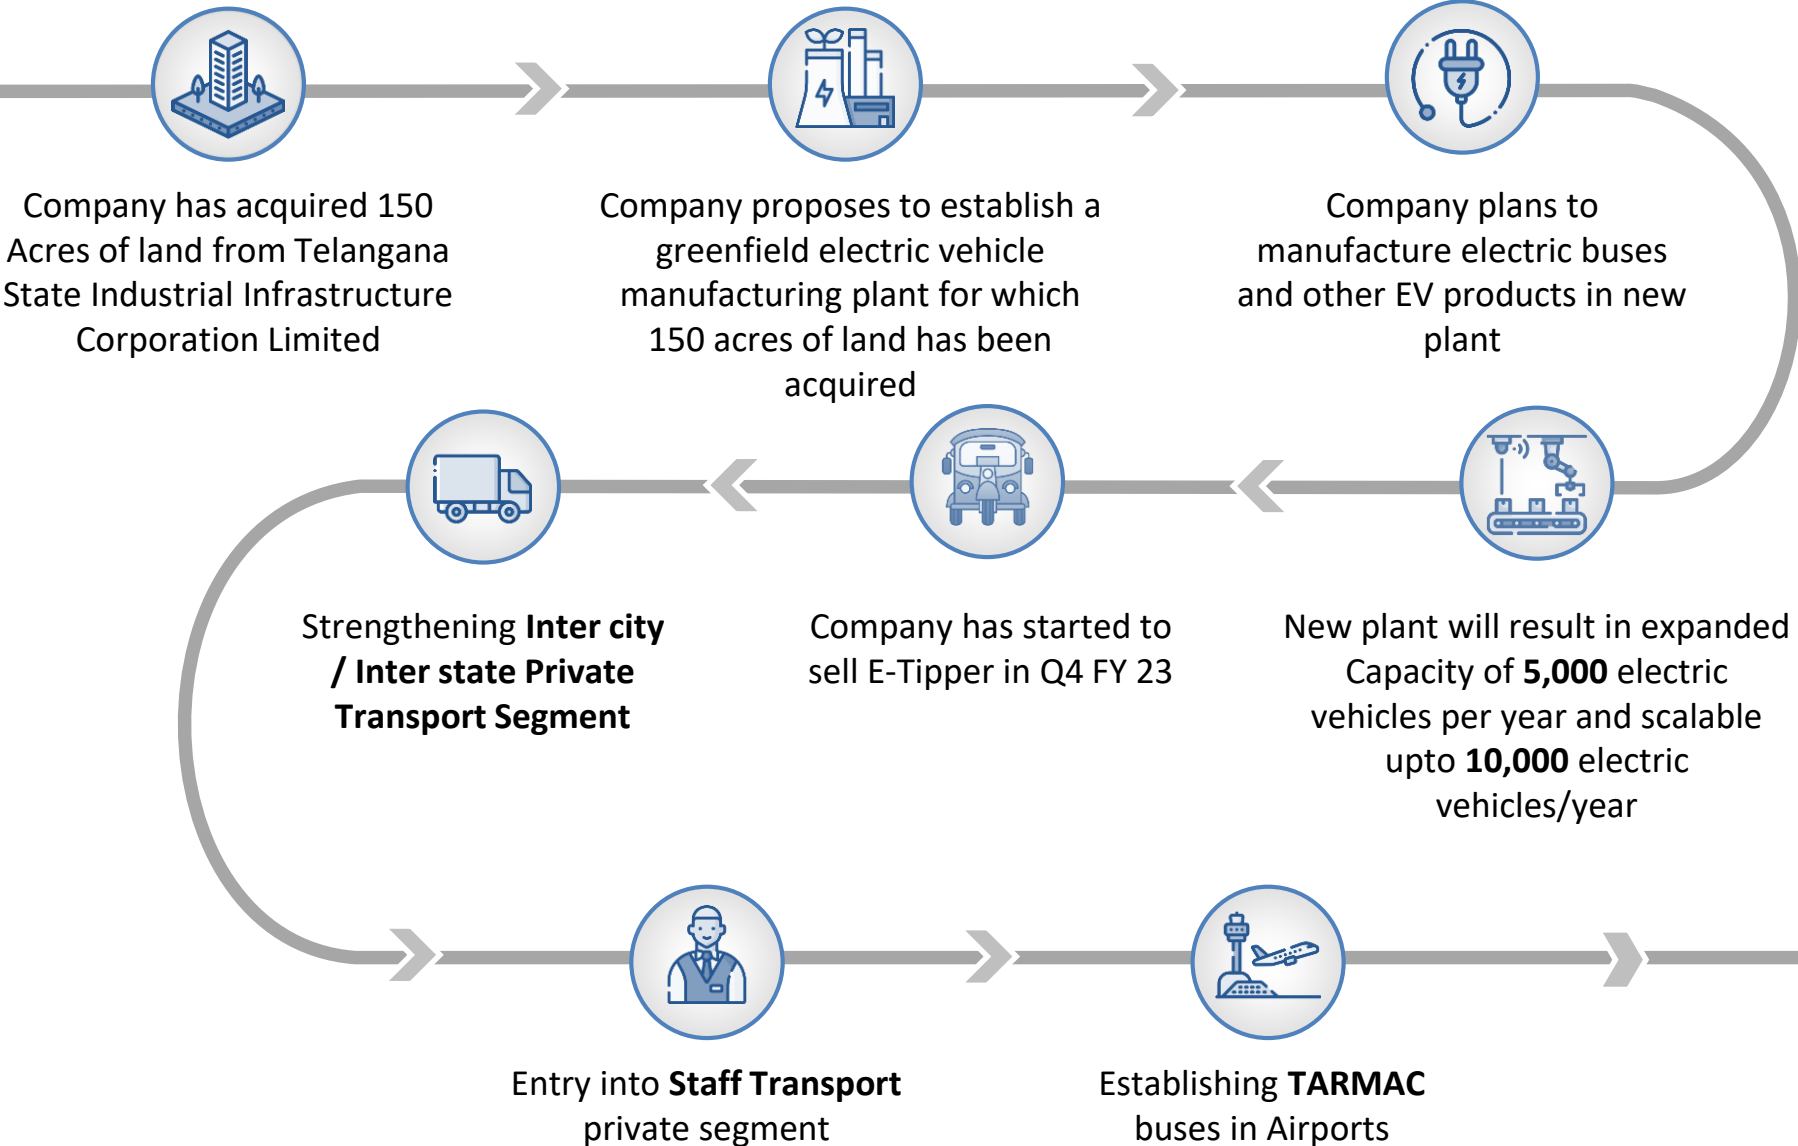 Company has acquired 150
Acres of land from Telangana
State Industrial Infrastructure
Corporation Limited
Company proposes to establish a
greenfield electric vehicle
manufacturing plant for which
150 acres of land has been
acquired
Company plans to
manufacture electric buses
and other EV products in new
plant
New plant will result in expanded
Capacity of 5,000 electric
vehicles per year and scalable
upto 10,000 electric
vehicles/year
Company has started to
sell E-Tipper in Q4 FY 23
Strengthening Inter city
/ Inter state Private
Transport Segment
Entry into Staff Transport
private segment
Establishing TARMAC
buses in Airports